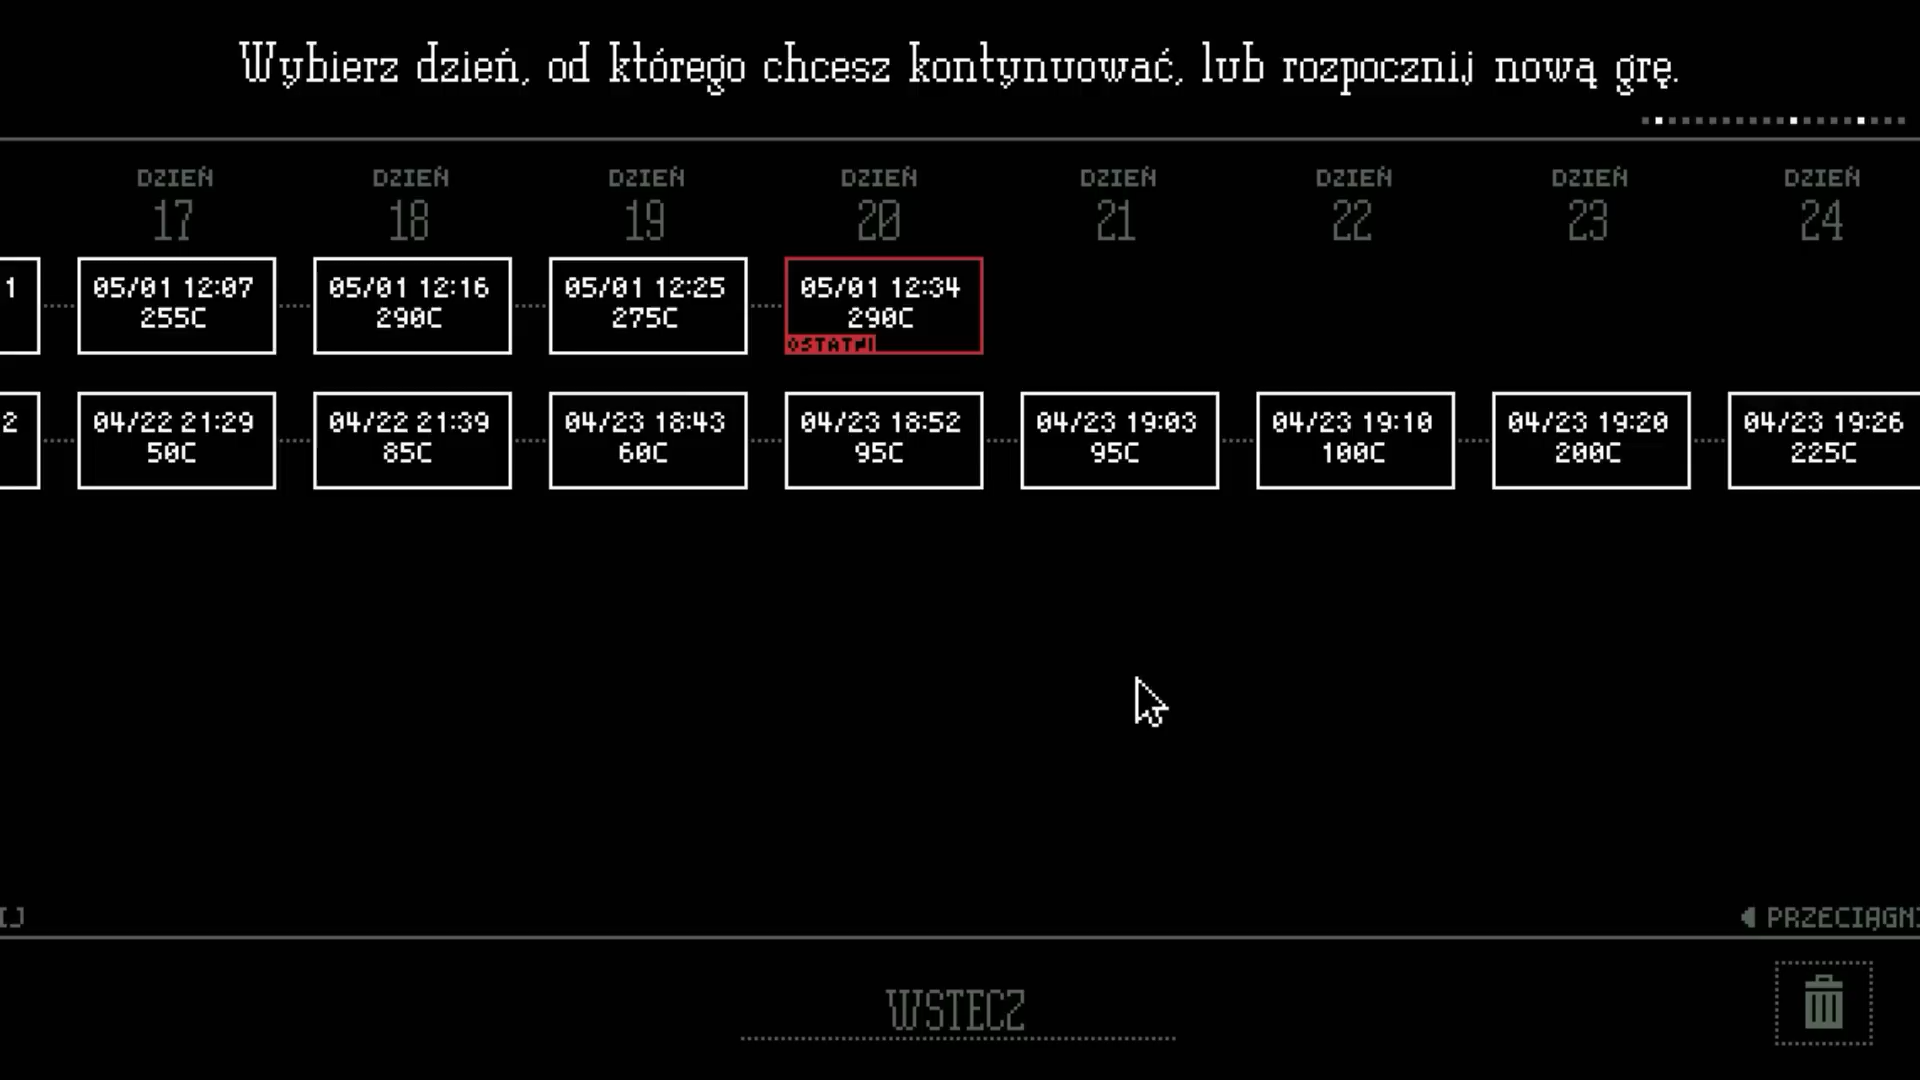 Wybierz dzień, od którego chcesz kontynuować, lub rozpocznij nową grę.
DZIEŃ DZIEŃ DZIEŃ DZIEŃ DZIEŃ DZIEŃ DZIEŃ DZIEŃ
17 18 19 20 21 22 23 24
1 05/01 12:07 05/01 12:16 05/01 12:25 05/01 12:34
255C 290C 275C 290C
OSTATNI
2 04/22 21:29 04/22 21:39 04/23 18:43 04/23 18:52 04/23 19:03 04/23 19:10 04/23 19:20 04/23 19:26
50C 85C 60C 95C 95C 100C 200C 225C
IJ PRZECIĄGNI
WSTECZ